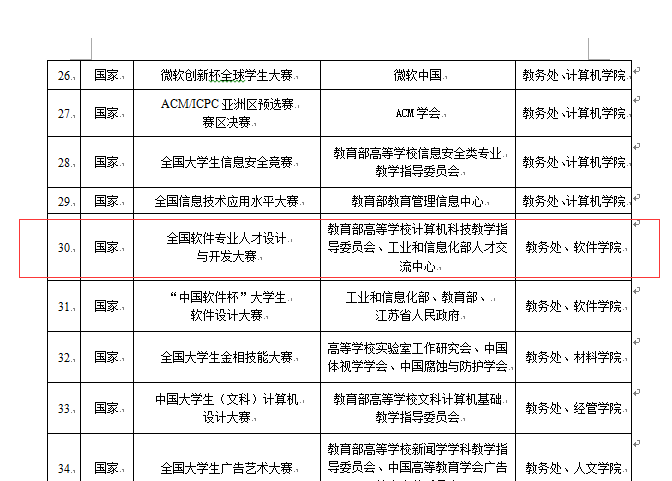 26. 国家 微软创新杯全球学生大赛 微软中国 教务处、计算机学院
27. 国家 ACM/ICPC 亚洲区预选赛 ACM 学会 教务处、计算机学院
赛区决赛
28. 国家 全国大学生信息安全竞赛 教育部高等学校信息安全类专业 教务处、计算机学院
教学指导委员会
29. 国家 全国信息技术应用水平大赛 教育部教育管理信息中心 教务处、计算机学院
30. 国家 全国软件专业人才设计 教育部高等学校计算机科技教学指 教务处、软件学院
与开发大赛 导委员会、工业和信息化部人才交
流中心
31. 国家 “中国软件杯”大学生 工业和信息化部、教育部、 教务处、软件学院
软件设计大赛 江苏省人民政府
32. 国家 全国大学生金相技能大赛 高等学校实验室工作研究会、中国 教务处、材料学院
体视学学会、中国腐蚀与防护学会
33. 国家 中国大学生（文科）计算机 教育部高等学校文科计算机基础 教务处、经管学院
设计大赛 教学指导委员会
34. 国家 全国大学生广告艺术大赛 教育部高等学校新闻学学科教学指 教务处、人文学院
导委员会、中国高等教育学会广告